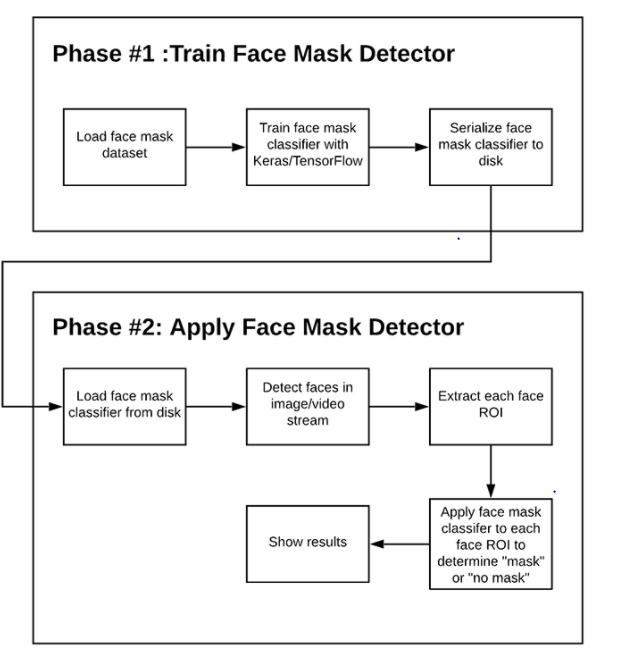 Phase #1 :Train Face Mask Detector
Load face mask
dataset
Train face mask
classifier with
Keras/TensorFlow
Serialize face
mask classifier to
disk
Phase #2: Apply Face Mask Detector
Load face mask
classifier from disk
Detect faces in
image/video
stream
Extract each face
ROI
Apply face mask
classifer to each
face ROI to
determine "mask"
or "no mask"
Show results